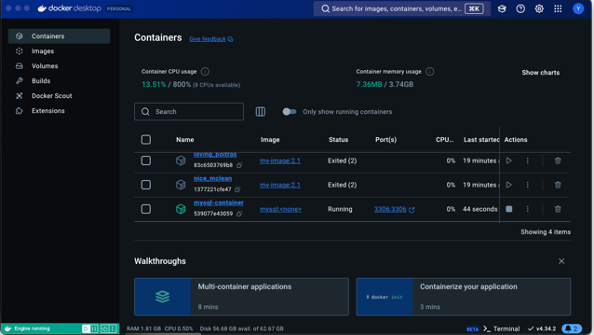 docker desktop PERSONAL
Search for images, containers, volumes, e... ⌘K
Y
Containers
Images
Volumes
Builds
Docker Scout
Extensions
Containers Give feedback
Container CPU usage
13.51% / 800% (8 CPUs available)
Container memory usage
7.36MB / 3.74GB
Show charts
Search
Only show running containers
Name Image Status Port(s) CPU... Last started Actions
loving_poitras
83c6503769b8
my-image:2.1 Exited (2) 0% 19 minutes a
nice_mclean
1377221cfe47
my-image:2.1 Exited (2) 0% 19 minutes a
mysql-container
539077e43059
mysql:<none> Running 3306:3306 0% 44 seconds
Showing 4 items
Walkthroughs
Multi-container applications
8 mins
$ docker init
Containerize your application
3 mins
Engine running
RAM 1.81 GB CPU 0.50% Disk 56.68 GB avail. of 62.67 GB
BETA >_ Terminal v4.34.2 2